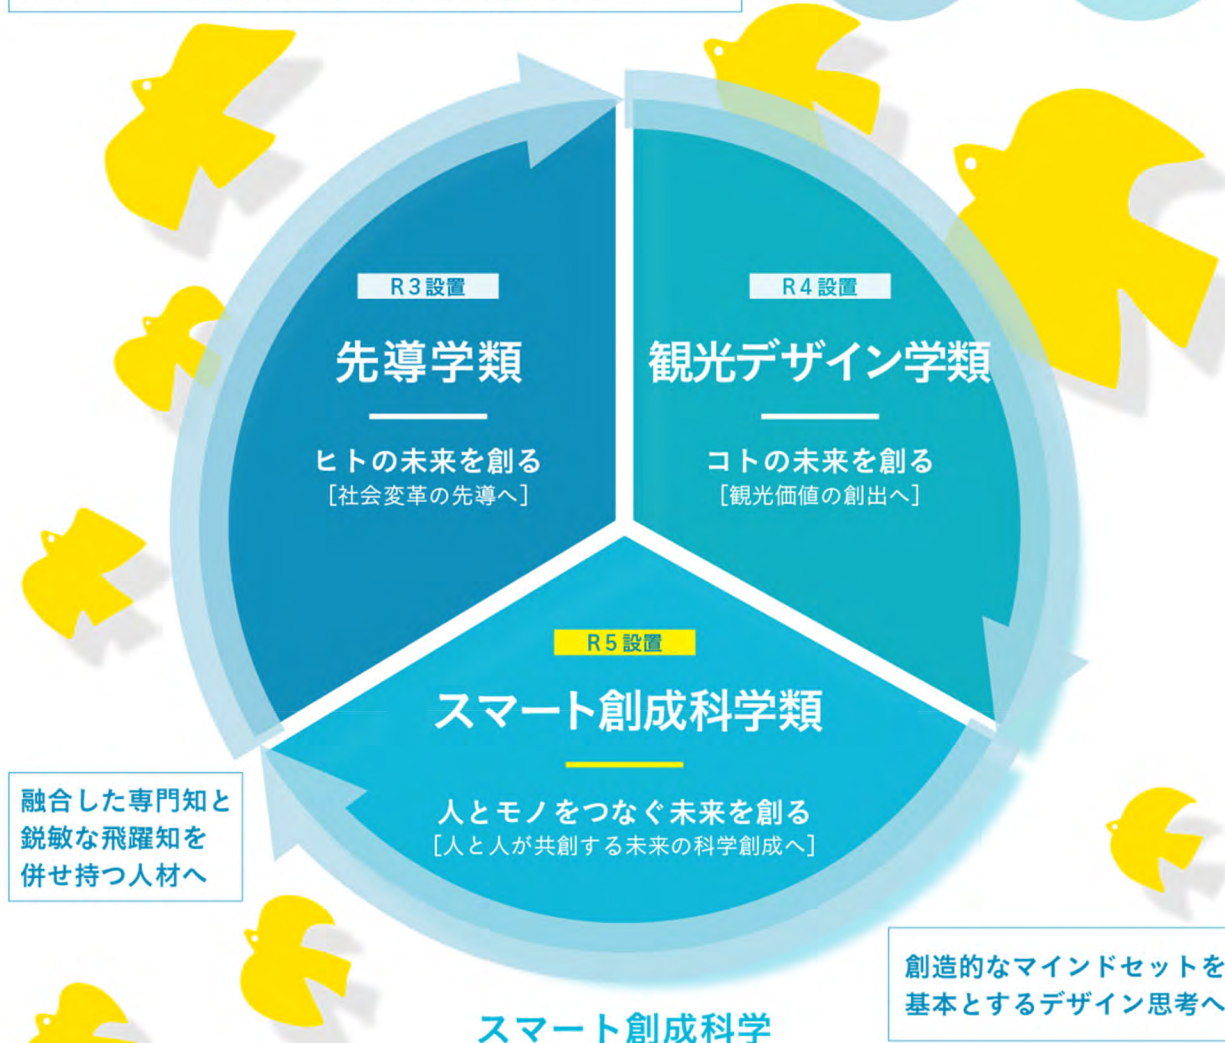 R3設置
先導学類
ヒトの未来を創る
[社会変革の先導へ]
R4設置
観光デザイン学類
コトの未来を創る
[観光価値の創出へ]
R5設置
スマート創成科学類
人とモノをつなぐ未来を創る
[人と人が共創する未来の科学創成へ]
融合した専門知と
鋭敏な飛躍知を
併せ持つ人材へ
創造的なマインドセットを
基本とするデザイン思考へ
スマート創成科学